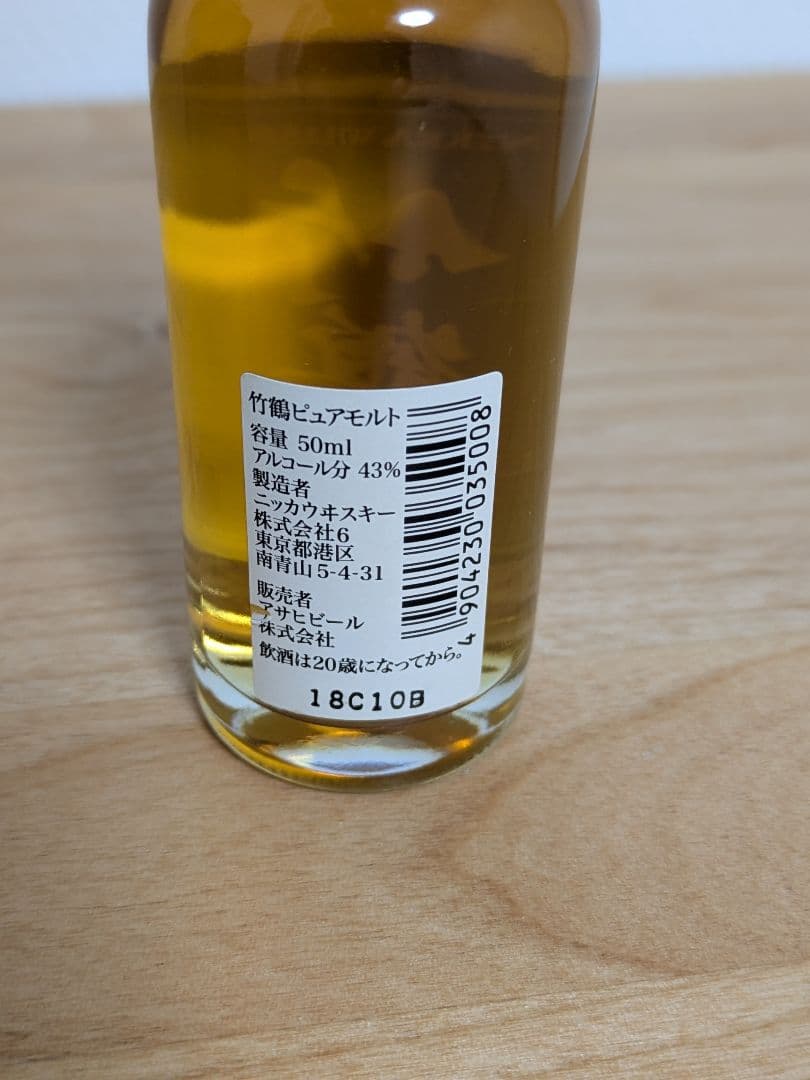 竹鶴ピュアモルト
容量 50ml
アルコール分 43%
製造者
ニッカウヰスキー
株式会社6
東京都港区
南青山5-4-31
販売者
アサヒビール
株式会社
飲酒は20歳になってから。
18C10B
4 904230 035008